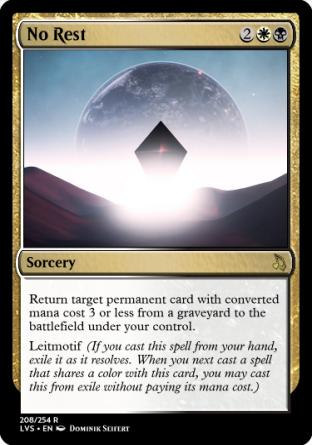 No Rest 2
Sorcery
Return target permanent card with converted
mana cost 3 or less from a graveyard to the
battlefield under your control.
Leitmotif (If you cast this spell from your hand,
exile it as it resolves. When you next cast a spell
that shares a color with this card, you may cast
this from exile without paying its mana cost.)
208/254 R
LVS • EN Dominik Seifert